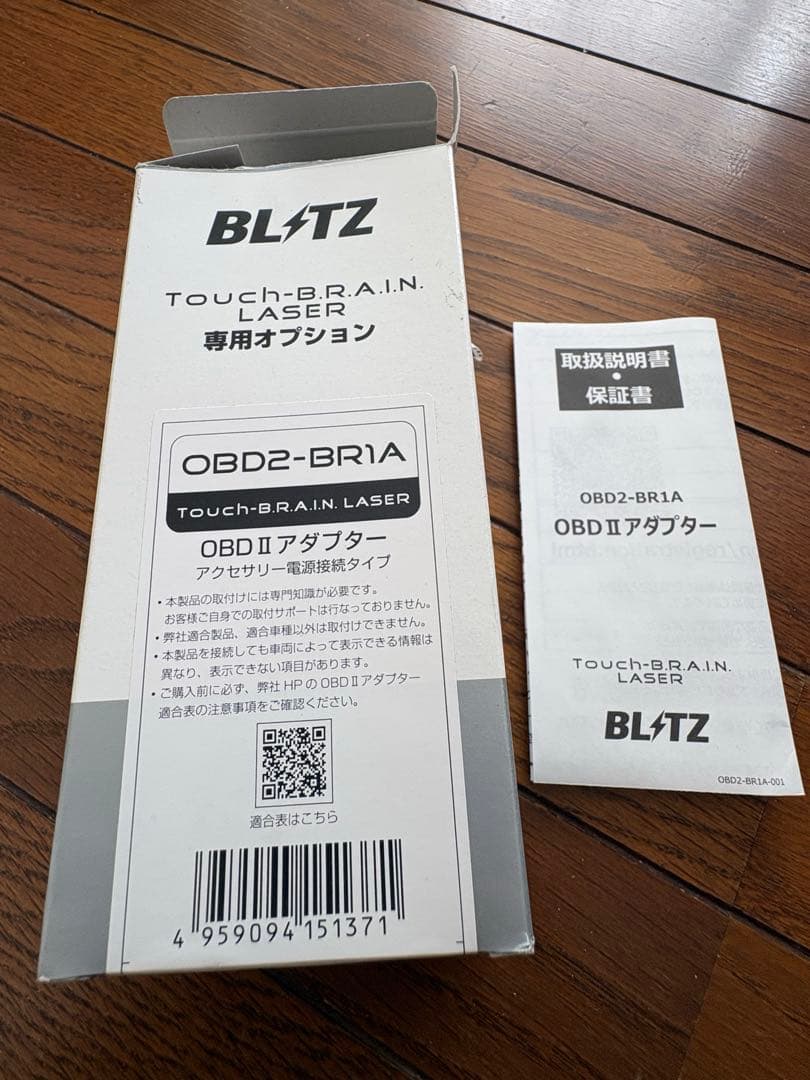 BLITZ
Touch-B.R.A.I.N.
LASER
専用オプション
OBD2-BR1A
Touch-B.R.A.I.N. LASER
OBDⅡアダプター
アクセサリー電源接続タイプ
・本製品の取付けには専門知識が必要です。
お客様ご自身での取付サポートは行なっておりません。
・弊社適合製品、適合車種以外は取付けできません。
・本製品を接続しても車両によって表示できる情報は
異なり、表示できない項目があります。
・ご購入前に必ず、弊社HPのOBDⅡアダプター
適合表の注意事項をご確認ください。
適合表はこちら
4 959094 151371
取扱説明書
・
保証書
OBD2-BR1A
OBDⅡアダプター
Touch-B.R.A.I.N.
LASER
BLITZ
OBD2-BR1A-001